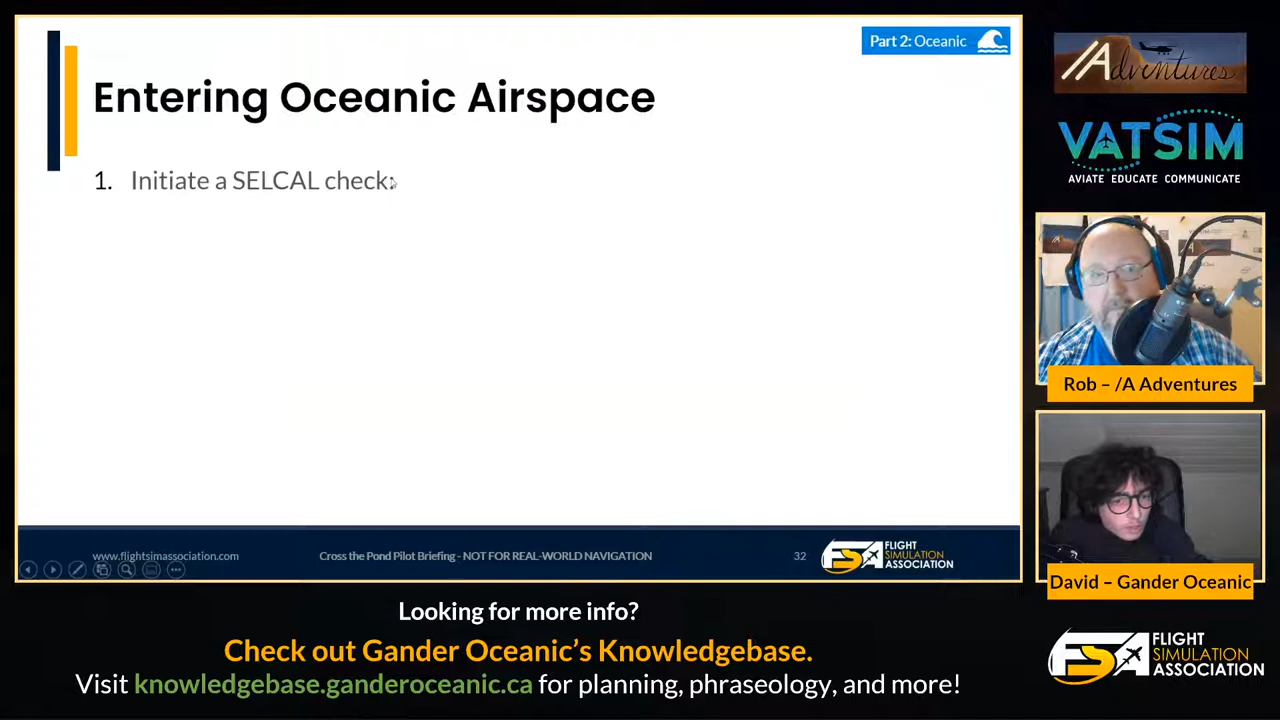 Part 2: Oceanic
Entering Oceanic Airspace
1. Initiate a SELCAL check:
www.flightsimassociation.com
Cross the Pond Pilot Briefing - NOT FOR REAL-WORLD NAVIGATION
32
FSA FLIGHT
SIMULATION
ASSOCIATION
/Adventures
VATSIM
AVIATE EDUCATE COMMUNICATE
Rob – /A Adventures
David – Gander Oceanic
Looking for more info?
Check out Gander Oceanic’s Knowledgebase.
Visit knowledgebase.ganderoceanic.ca for planning, phraseology, and more!
FSA FLIGHT
SIMULATION
ASSOCIATION